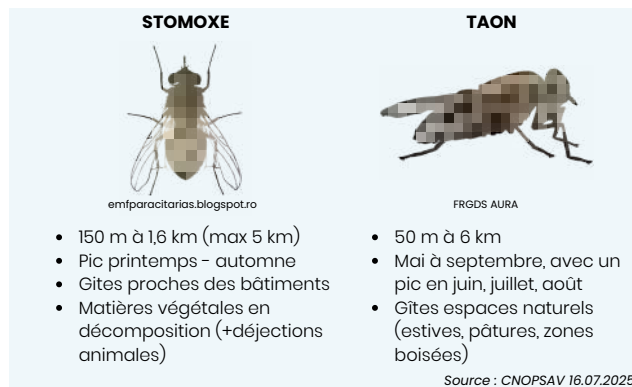 STOMOXE
emfparacitarias.blogspot.ro
• 150 m à 1,6 km (max 5 km)
• Pic printemps - automne
• Gites proches des bâtiments
• Matières végétales en
décomposition (+déjections
animales)
TAON
FRGDS AURA
• 50 m à 6 km
• Mai à septembre, avec un
pic en juin, juillet, août
• Gîtes espaces naturels
(estives, pâtures, zones
boisées)
Source : CNOPSAV 16.07.2025